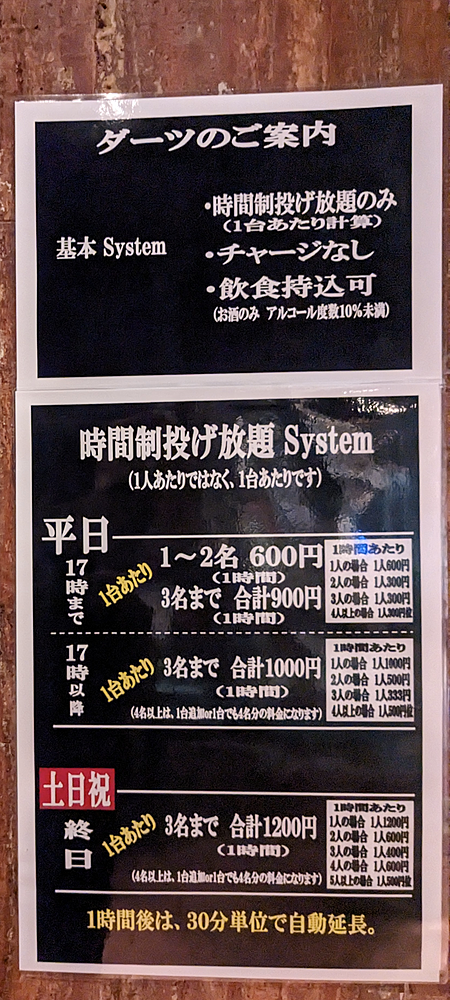 ダーツのご案内
基本 System
・時間制投げ放題のみ
（1台あたり計算）
・チャージなし
・飲食持込可
（お酒のみ アルコール度数10％未満）
時間制投げ放題 System
（1人あたりではなく、1台あたりです）
平日
17時まで
1台あたり
1～2名 600円
（1時間）
3名まで 合計900円
（1時間）
1時間あたり
1人の場合 1人600円
2人の場合 1人300円
3人の場合 1人300円
4人以上の場合 1人300円位
17時以降
1台あたり
3名まで 合計1000円
（1時間）
（4名以上は、1台追加or1台でも4名分の料金になります）
1時間あたり
1人の場合 1人1000円
2人の場合 1人500円
3人の場合 1人333円
4人以上の場合 1人500円位
土日祝
終日
1台あたり
3名まで 合計1200円
（1時間）
（4名以上は、1台追加or1台でも4名分の料金になります）
1時間あたり
1人の場合 1人1200円
2人の場合 1人600円
3人の場合 1人400円
4人の場合 1人600円
5人以上の場合 1人500円位
1時間後は、30分単位で自動延長。